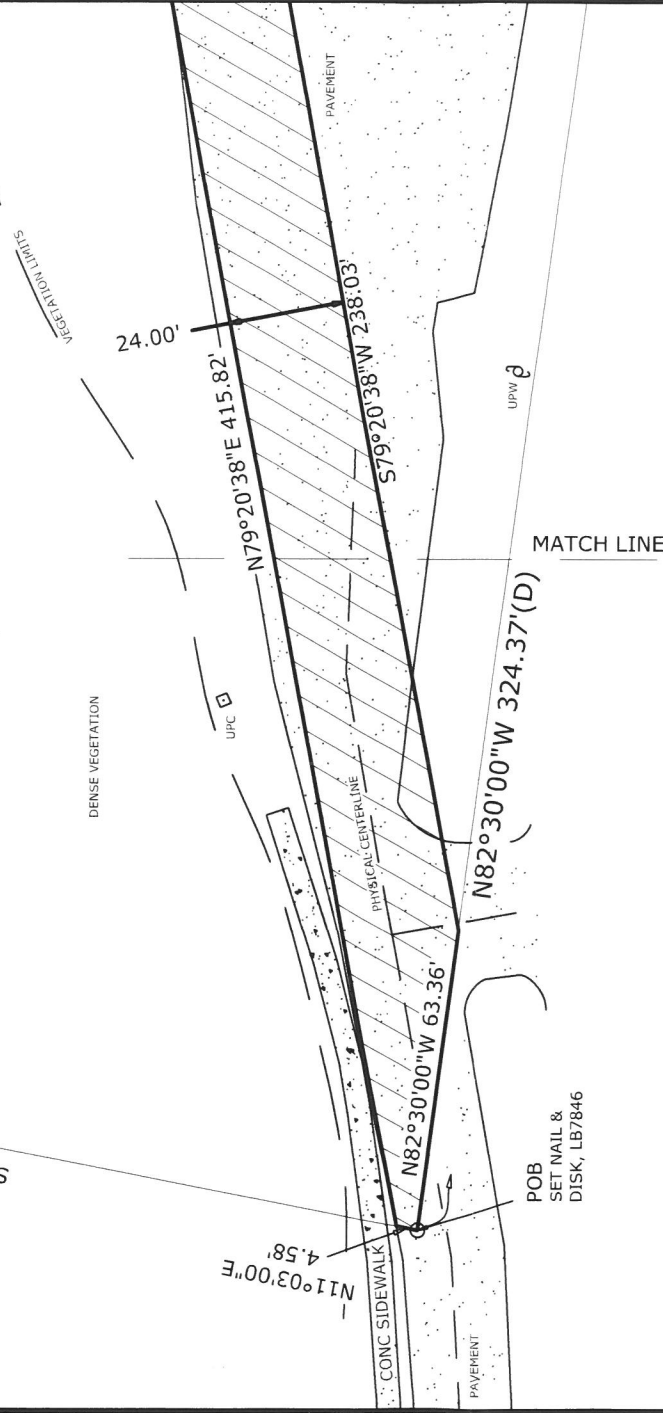 PAVEMENT
VEGETATION LIMITS
24.00'
N79°20'38"E 415.82'
S79°20'38"W 238.03'
UPW
MATCH LINE
N82°30'00"W 324.37'(D)
DENSE VEGETATION
UPC
PHYSICAL CENTERLINE
N82°30'00"W 63.36'
POB
SET NAIL &
DISK, LB7846
N11°03'00"E
4.58'
CONC SIDEWALK
PAVEMENT
S